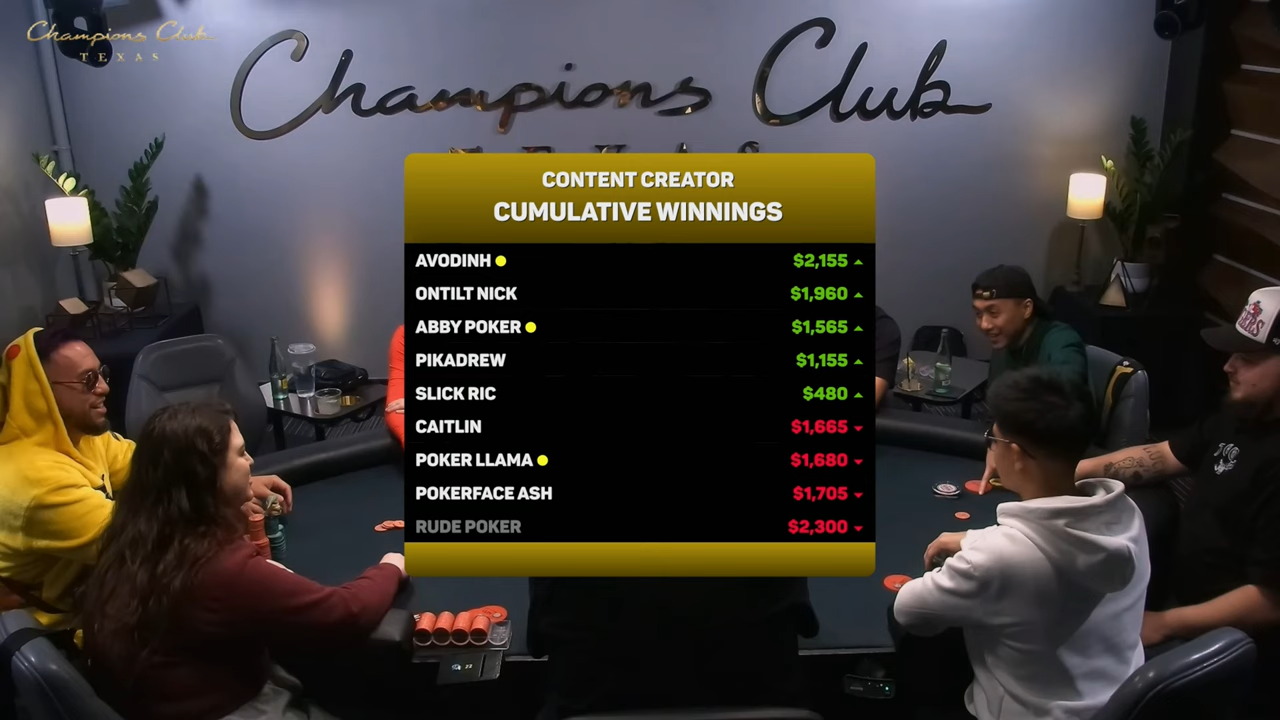 Champions Club
TEXAS
Champions Club
CONTENT CREATOR
CUMULATIVE WINNINGS
AVODINH $2,155
ONTILT NICK $1,960
ABBY POKER $1,565
PIKADREW $1,155
SLICK RIC $480
CAITLIN $1,665
POKER LLAMA $1,680
POKERFACE ASH $1,705
RUDE POKER $2,300